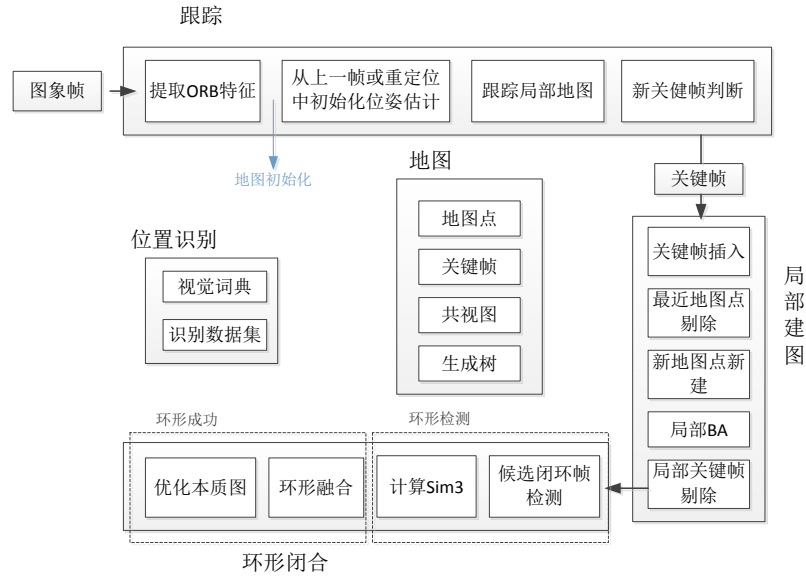 跟踪
图象帧
提取ORB特征
从上一帧或重定位
中初始化位姿估计
跟踪局部地图
新关健帧判断
地图初始化
地图
关键帧
地图点
关键帧
共视图
生成树
位置识别
视觉词典
识别数据集
局部建图
关键帧插入
最近地图点
剔除
新地图点新
建
局部BA
局部关键帧
剔除
环形成功
环形检测
优化本质图
环形融合
计算Sim3
候选闭环帧
检测
环形闭合